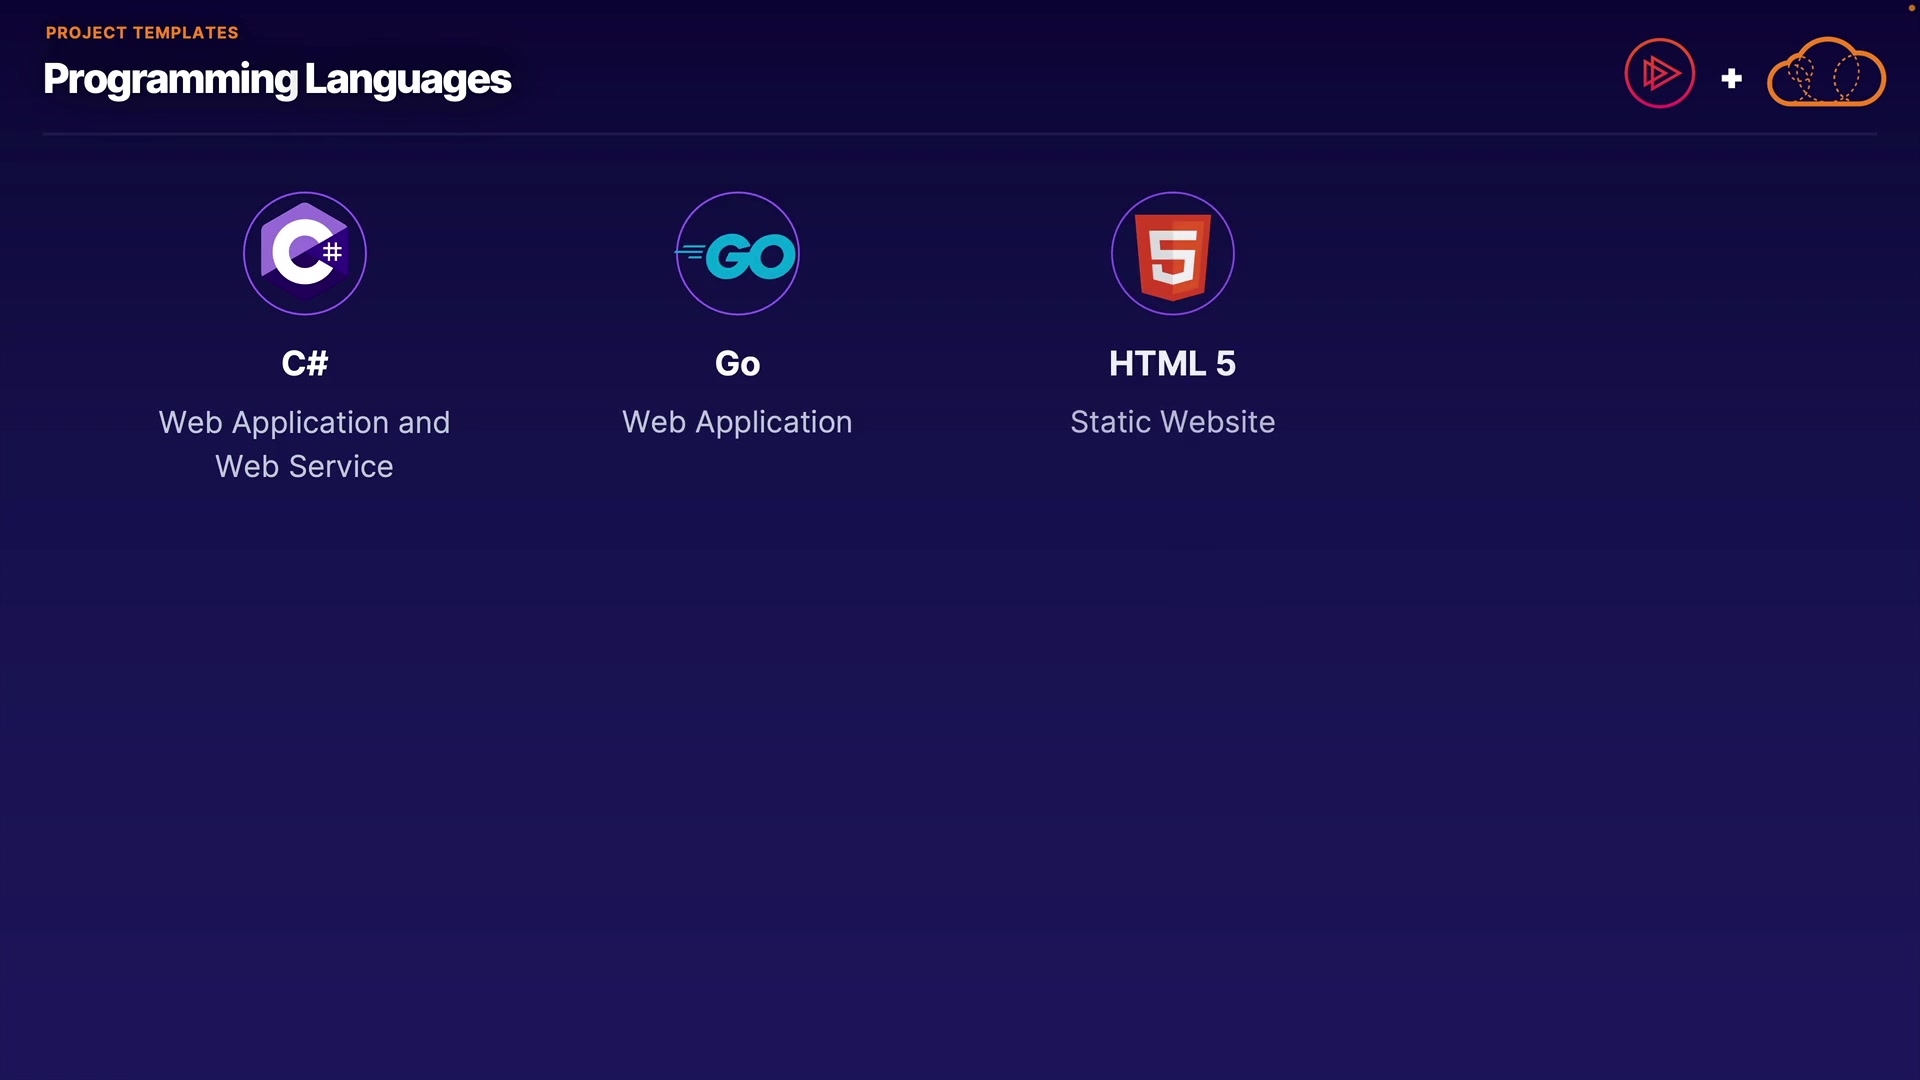 PROJECT TEMPLATES
Programming Languages
+
C#
GO
5
C#
Go
HTML 5
Web Application and
Web Service
Web Application
Static Website